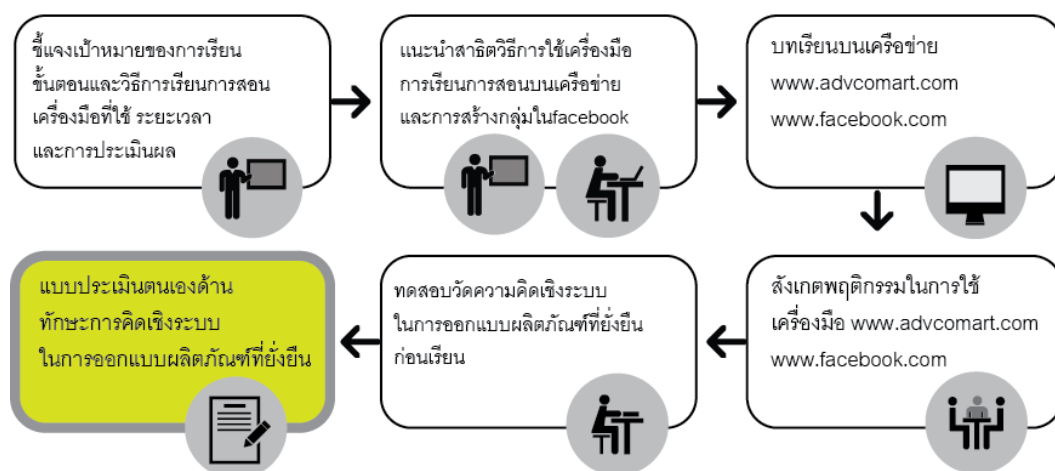 ชี้แจงเป้าหมายของการเรียน
ขั้นตอนและวิธีการเรียนการสอน
เครื่องมือที่ใช้ ระยะเวลา
และการประเมินผล
แนะนำสาธิตวิธีการใช้เครื่องมือ
การเรียนการสอนบนเครือข่าย
และการสร้างกลุ่มในfacebook
บทเรียนบนเครือข่าย
www.advcomart.com
www.facebook.com
สังเกตพฤติกรรมในการใช้
เครื่องมือ www.advcomart.com
www.facebook.com
ทดสอบวัดความคิดเชิงระบบ
ในการออกแบบผลิตภัณฑ์ที่ยั่งยืน
ก่อนเรียน
แบบประเมินตนเองด้าน
ทักษะการคิดเชิงระบบ
ในการออกแบบผลิตภัณฑ์ที่ยั่งยืน